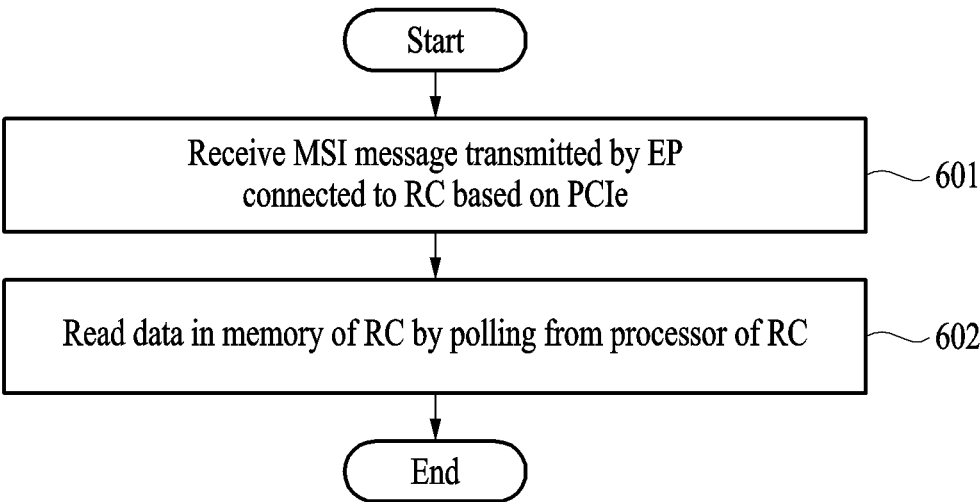 Start
Receive MSI message transmitted by EP
connected to RC based on PCIe
601
Read data in memory of RC by polling from processor of RC
602
End